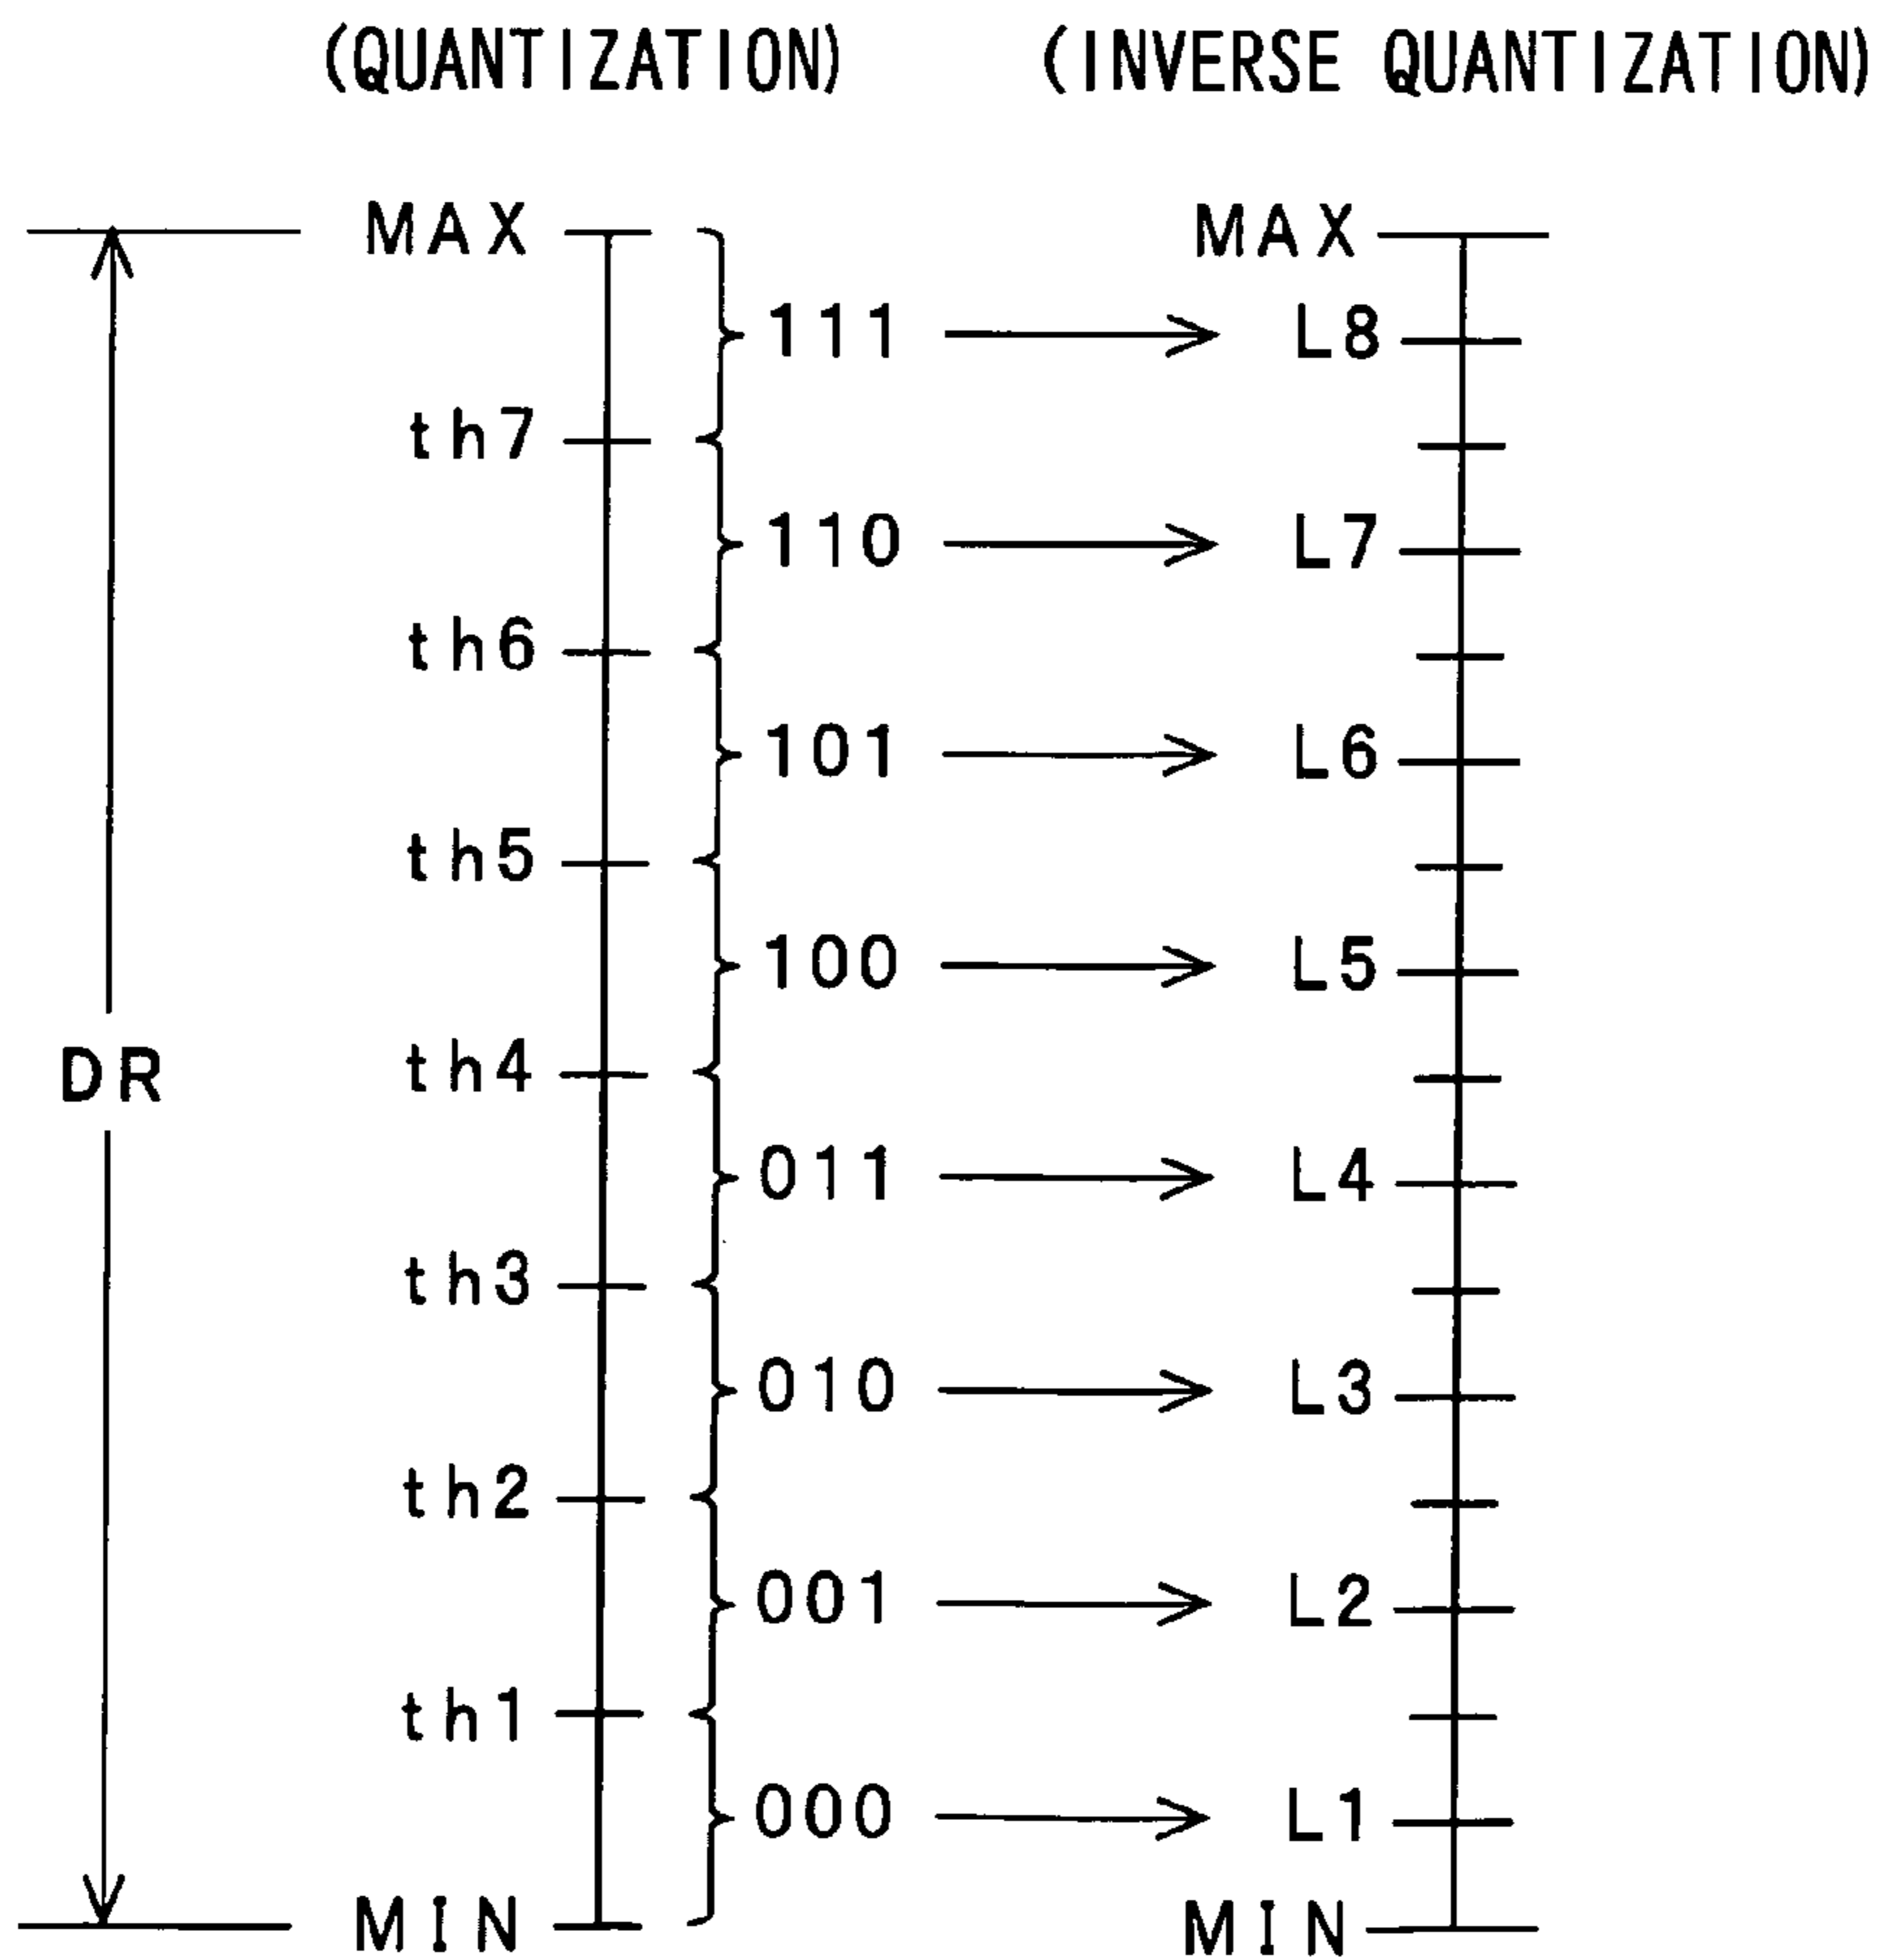 (QUANTIZATION) (INVERSE QUANTIZATION)
MAX MAX
111 L8
th7
110 L7
th6
101 L6
th5
100 L5
DR th4
011 L4
th3
010 L3
th2
001 L2
th1
000 L1
MIN MIN